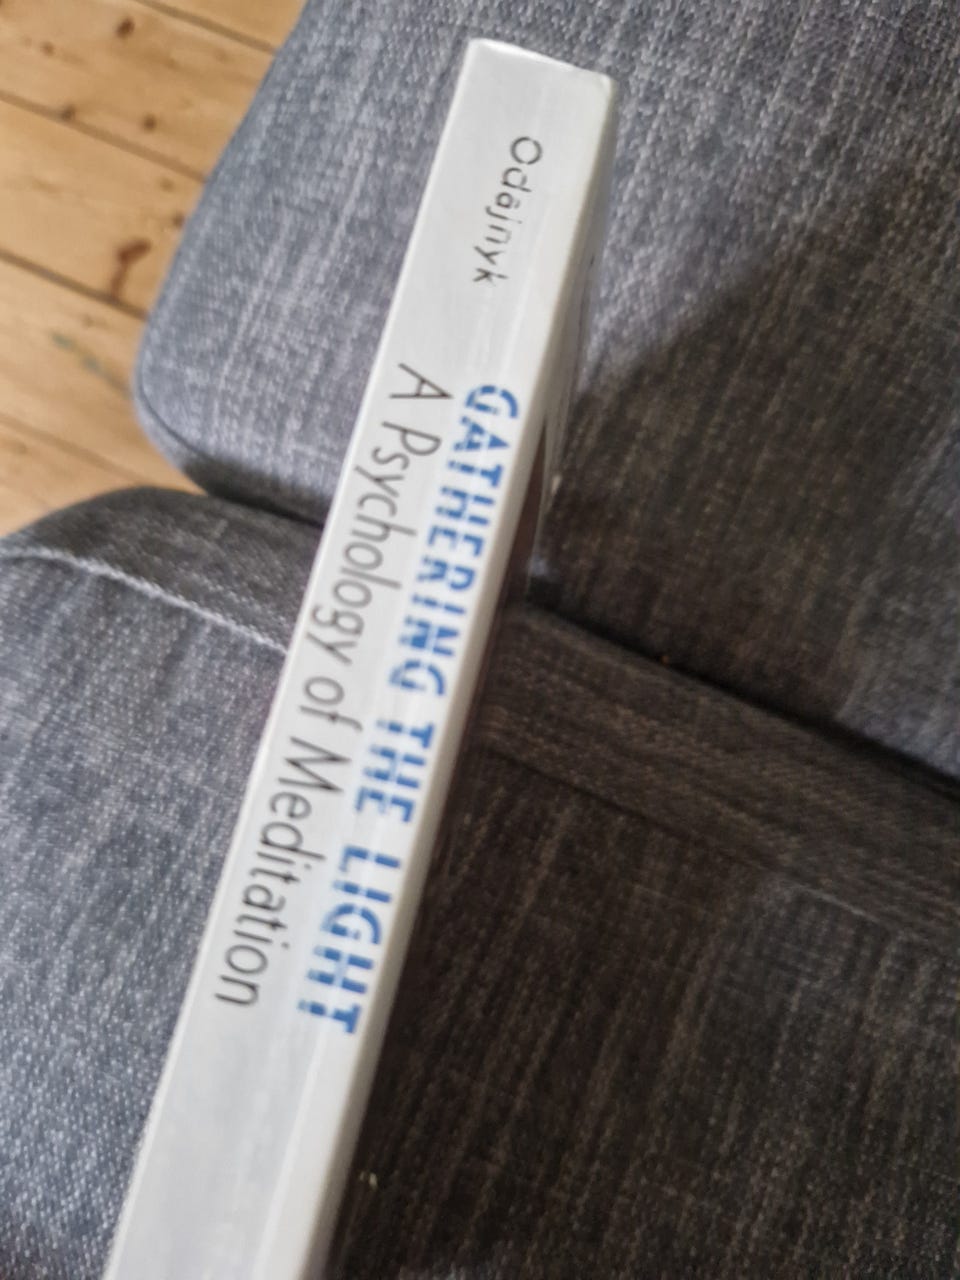 Odajnyk
GATHERING THE LIGHT
A Psychology of Meditation